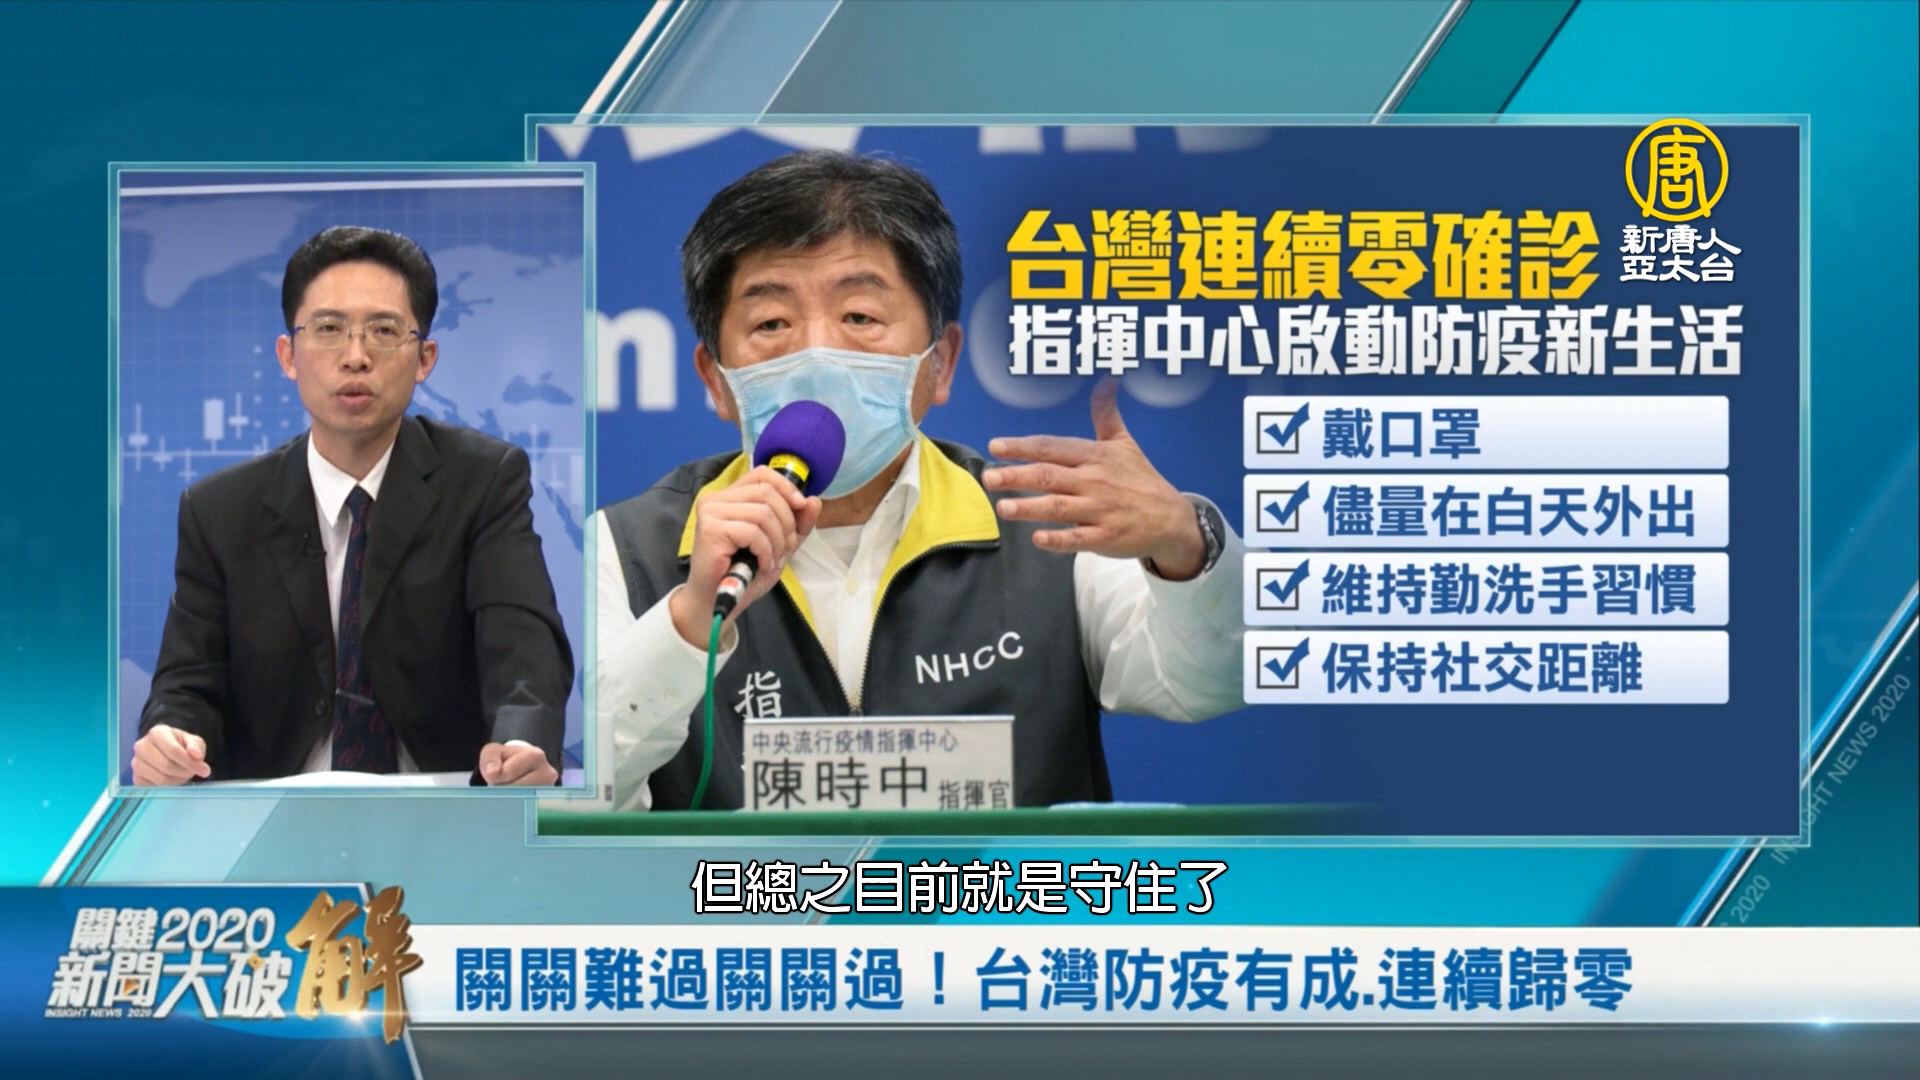 唐
新唐人
亞太台
台灣連續零確診
指揮中心啟動防疫新生活
戴口罩
儘量在白天外出
維持勤洗手習慣
保持社交距離
NHCC
指
中央流行疫情指揮中心
陳時中 指揮官
INSIGHT NEWS 2020
但總之目前就是守住了
關鍵2020
新聞大破解
INSIGHT NEWS 2020
關關難過關關過！台灣防疫有成.連續歸零